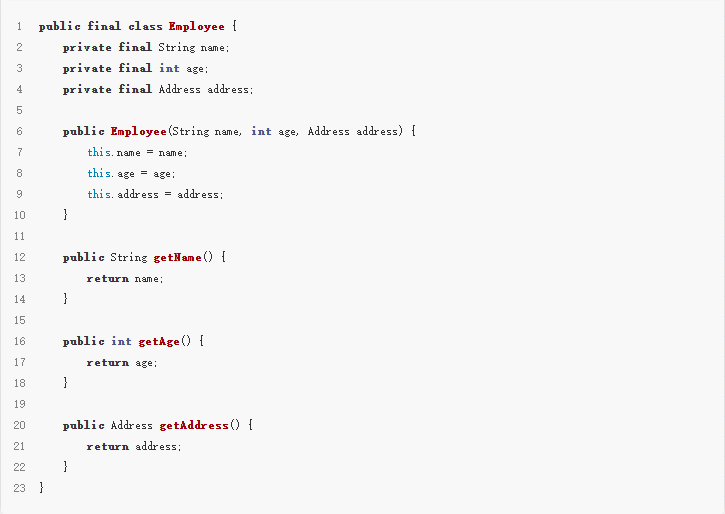 1 public final class Employee {
2 private final String name;
3 private final int age;
4 private final Address address;
5
6 public Employee(String name, int age, Address address) {
7 this.name = name;
8 this.age = age;
9 this.address = address;
10 }
11
12 public String getName() {
13 return name;
14 }
15
16 public int getAge() {
17 return age;
18 }
19
20 public Address getAddress() {
21 return address;
22 }
23 }